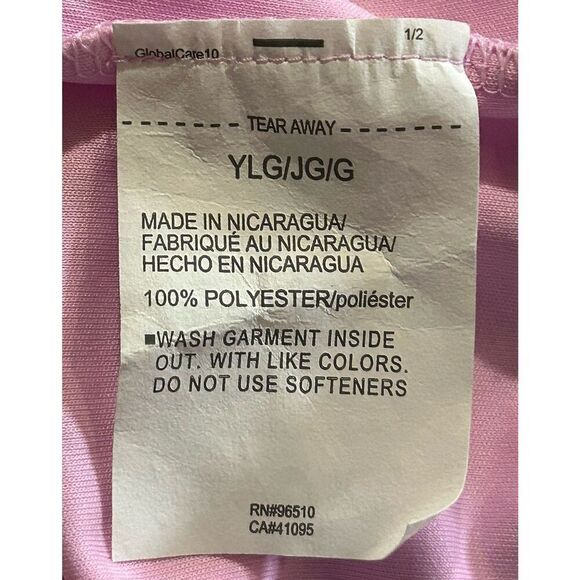 GlobalCare10
1/2
TEAR AWAY
YLG/JG/G
MADE IN NICARAGUA/
FABRIQUÉ AU NICARAGUA/
HECHO EN NICARAGUA
100% POLYESTER/poliéster
■WASH GARMENT INSIDE
OUT. WITH LIKE COLORS.
DO NOT USE SOFTENERS
RN#96510
CA#41095